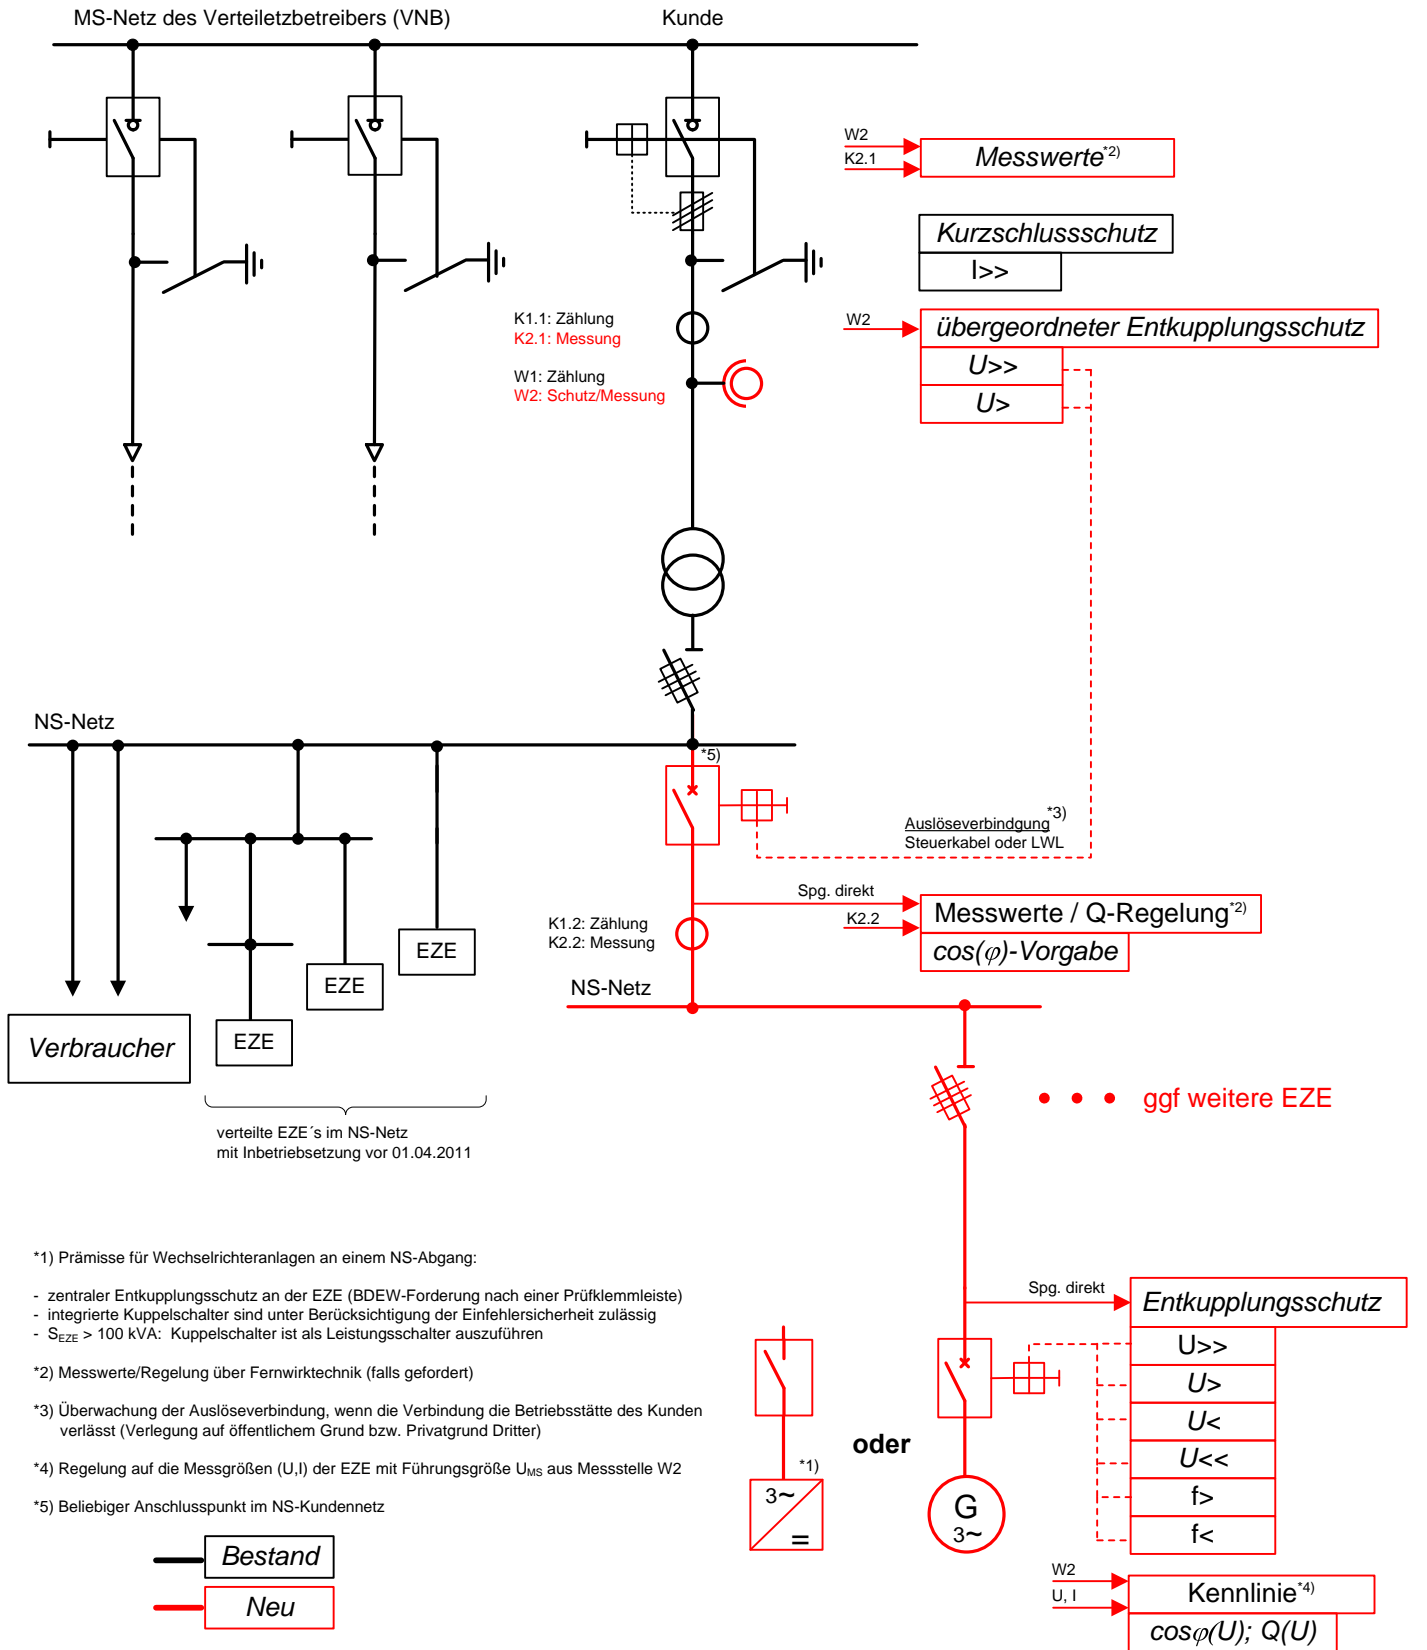 MS-Netz des Verteiletzbetreibers (VNB)
Kunde
W2
K2.1
Messwerte*2)
Kurzschlussschutz
I>>
K1.1: Zählung
K2.1: Messung
W2
übergeordneter Entkupplungsschutz
U>>
U>
W1: Zählung
W2: Schutz/Messung
NS-Netz
*5)
Auslöseverbindgung*3)
Steuerkabel oder LWL
Spg. direkt
K2.2
Messwerte / Q-Regelung*2)
cos(φ)-Vorgabe
K1.2: Zählung
K2.2: Messung
EZE
EZE
EZE
Verbraucher
NS-Netz
ggf weitere EZE
verteilte EZE´s im NS-Netz
mit Inbetriebsetzung vor 01.04.2011
*1) Prämisse für Wechselrichteranlagen an einem NS-Abgang:
- zentraler Entkupplungsschutz an der EZE (BDEW-Forderung nach einer Prüfklemmleiste)
- integrierte Kuppelschalter sind unter Berücksichtigung der Einfehlersicherheit zulässig
- SEZE > 100 kVA: Kuppelschalter ist als Leistungsschalter auszuführen
*2) Messwerte/Regelung über Fernwirktechnik (falls gefordert)
*3) Überwachung der Auslöseverbindung, wenn die Verbindung die Betriebsstätte des Kunden
verlässt (Verlegung auf öffentlichem Grund bzw. Privatgrund Dritter)
*4) Regelung auf die Messgrößen (U,I) der EZE mit Führungsgröße UMS aus Messstelle W2
*5) Beliebiger Anschlusspunkt im NS-Kundennetz
Bestand
Neu
*1)
3~
=
oder
G
3~
Spg. direkt
Entkupplungsschutz
U>>
U>
U<
U<<
f>
f<
W2
U, I
Kennlinie*4)
cosφ(U); Q(U)